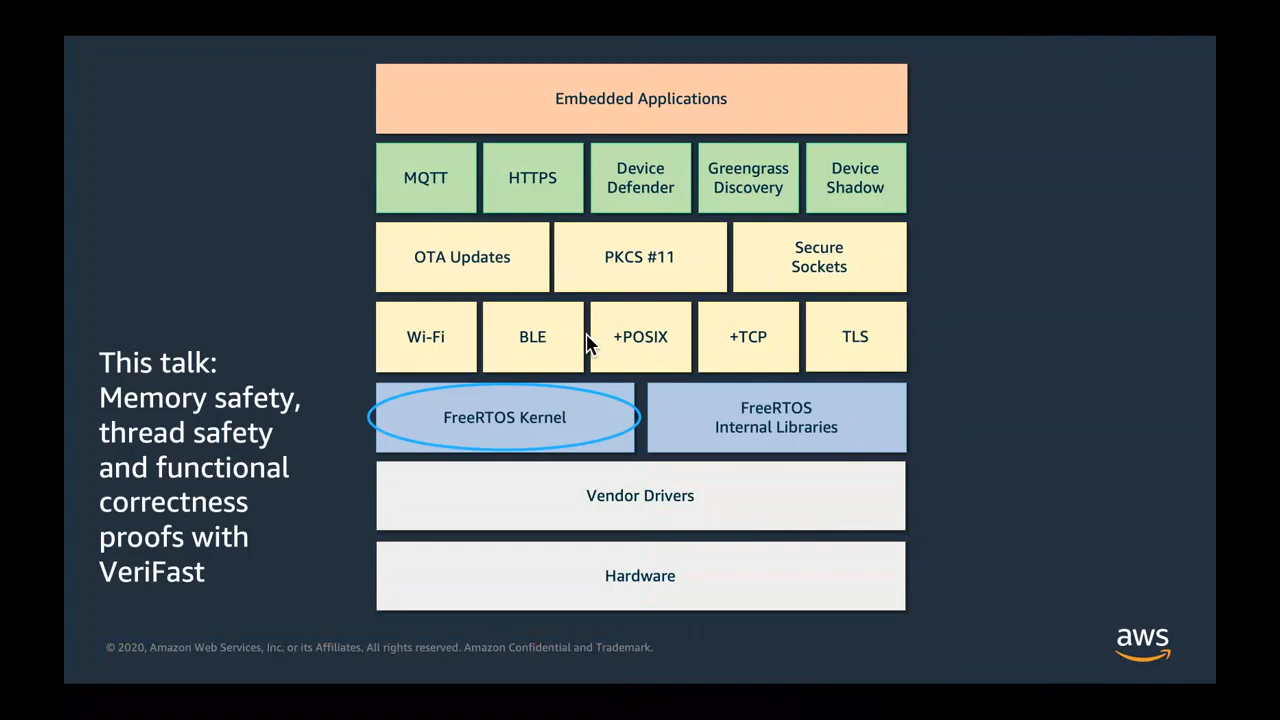 Embedded Applications
MQTT
HTTPS
Device
Defender
Greengrass
Discovery
Device
Shadow
OTA Updates
PKCS #11
Secure
Sockets
Wi-Fi
BLE
+POSIX
+TCP
TLS
FreeRTOS Kernel
FreeRTOS
Internal Libraries
Vendor Drivers
Hardware
This talk:
Memory safety,
thread safety
and functional
correctness
proofs with
VeriFast
© 2020, Amazon Web Services, Inc. or its Affiliates. All rights reserved. Amazon Confidential and Trademark.
aws